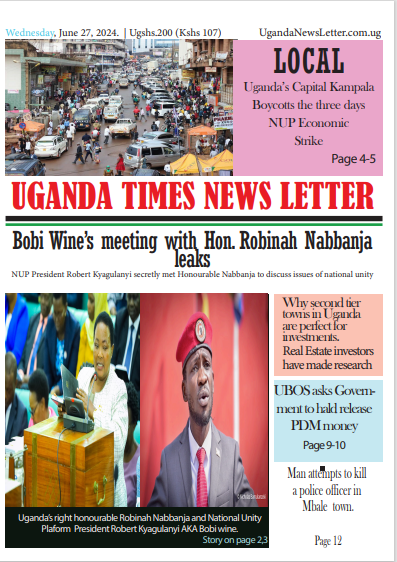 Wednesday, June 27, 2024. | Ugshs.200 (Kshs 107)
UgandaNewsLetter.com.ug
LOCAL
Uganda's Capital Kampala
Boycotts the three days
NUP Economic
Strike
Page 4-5
UGANDA TIMES NEWS LETTER
Bobi Wine's meeting with Hon. Robinah Nabbanja
leaks
NUP President Robert Kyagulanyi secretly met Honourable Nabbanja to discuss issues of national unity
Uganda's right honourable Robinah Nabbanja and National Unity
Plaform President Robert Kyagulanyi AKA Bobi wine.
Story on page 2,3
Why second tier
towns in Uganda
are perfect for
investments.
Real Estate investors
have made research
UBOS asks Govern-
ment to hald release
PDM money
Page 9-10
Man attempts to kill
a police officer in
Mbale town.
Page 12